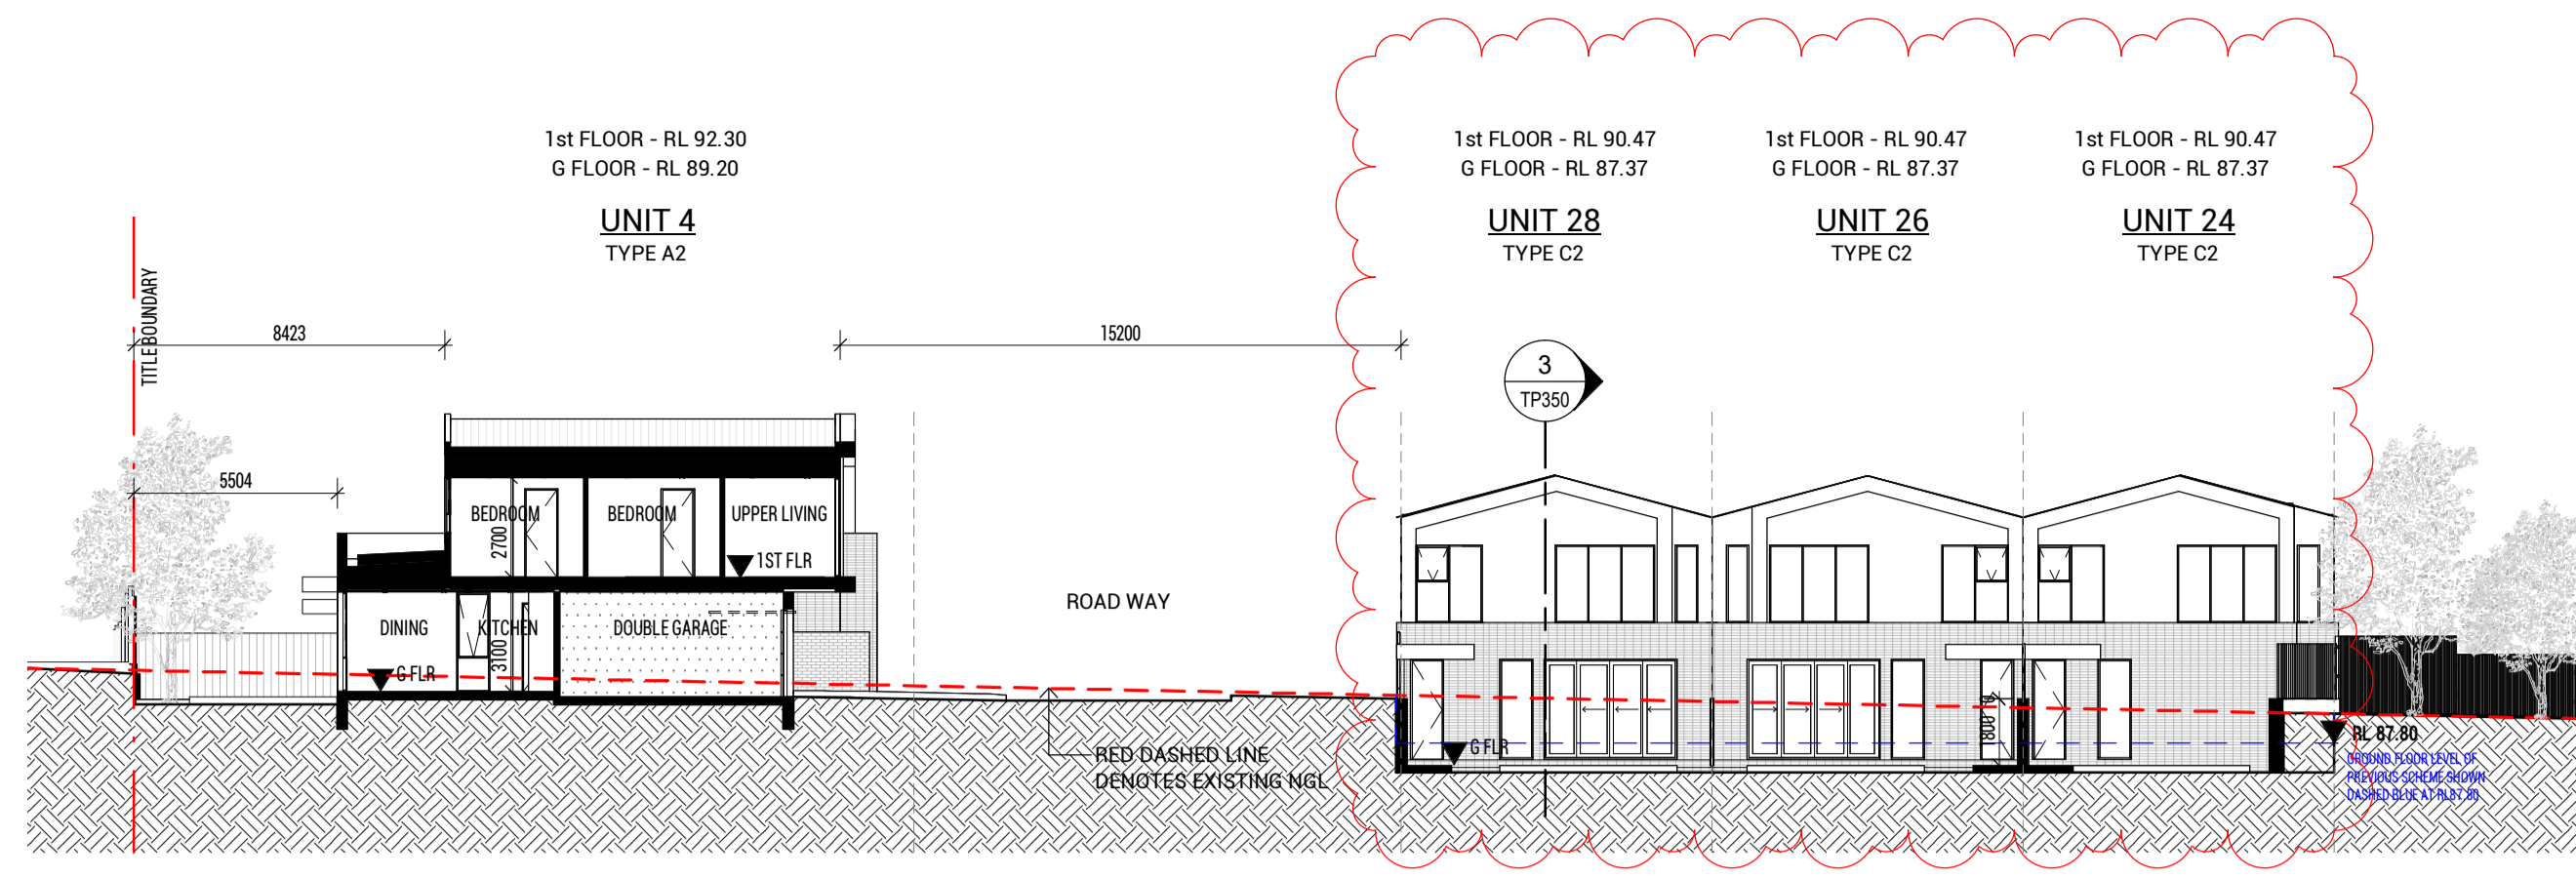 1st FLOOR - RL 92.30
G FLOOR - RL 89.20
UNIT 4
TYPE A2
1st FLOOR - RL 90.47
G FLOOR - RL 87.37
UNIT 28
TYPE C2
1st FLOOR - RL 90.47
G FLOOR - RL 87.37
UNIT 26
TYPE C2
1st FLOOR - RL 90.47
G FLOOR - RL 87.37
UNIT 24
TYPE C2
TITLE BOUNDARY
8423
15200
3
TP350
5504
BEDROOM
BEDROOM
UPPER LIVING
2700
1ST FLR
ROAD WAY
DINING
KITCHEN
DOUBLE GARAGE
3100
G FLR
RED DASHED LINE
DENOTES EXISTING NGL
G FLR
1800
RL 87.80
GROUND FLOOR LEVEL OF
PREVIOUS SCHEME SHOWN
DASHED BLUE AT RL87.80